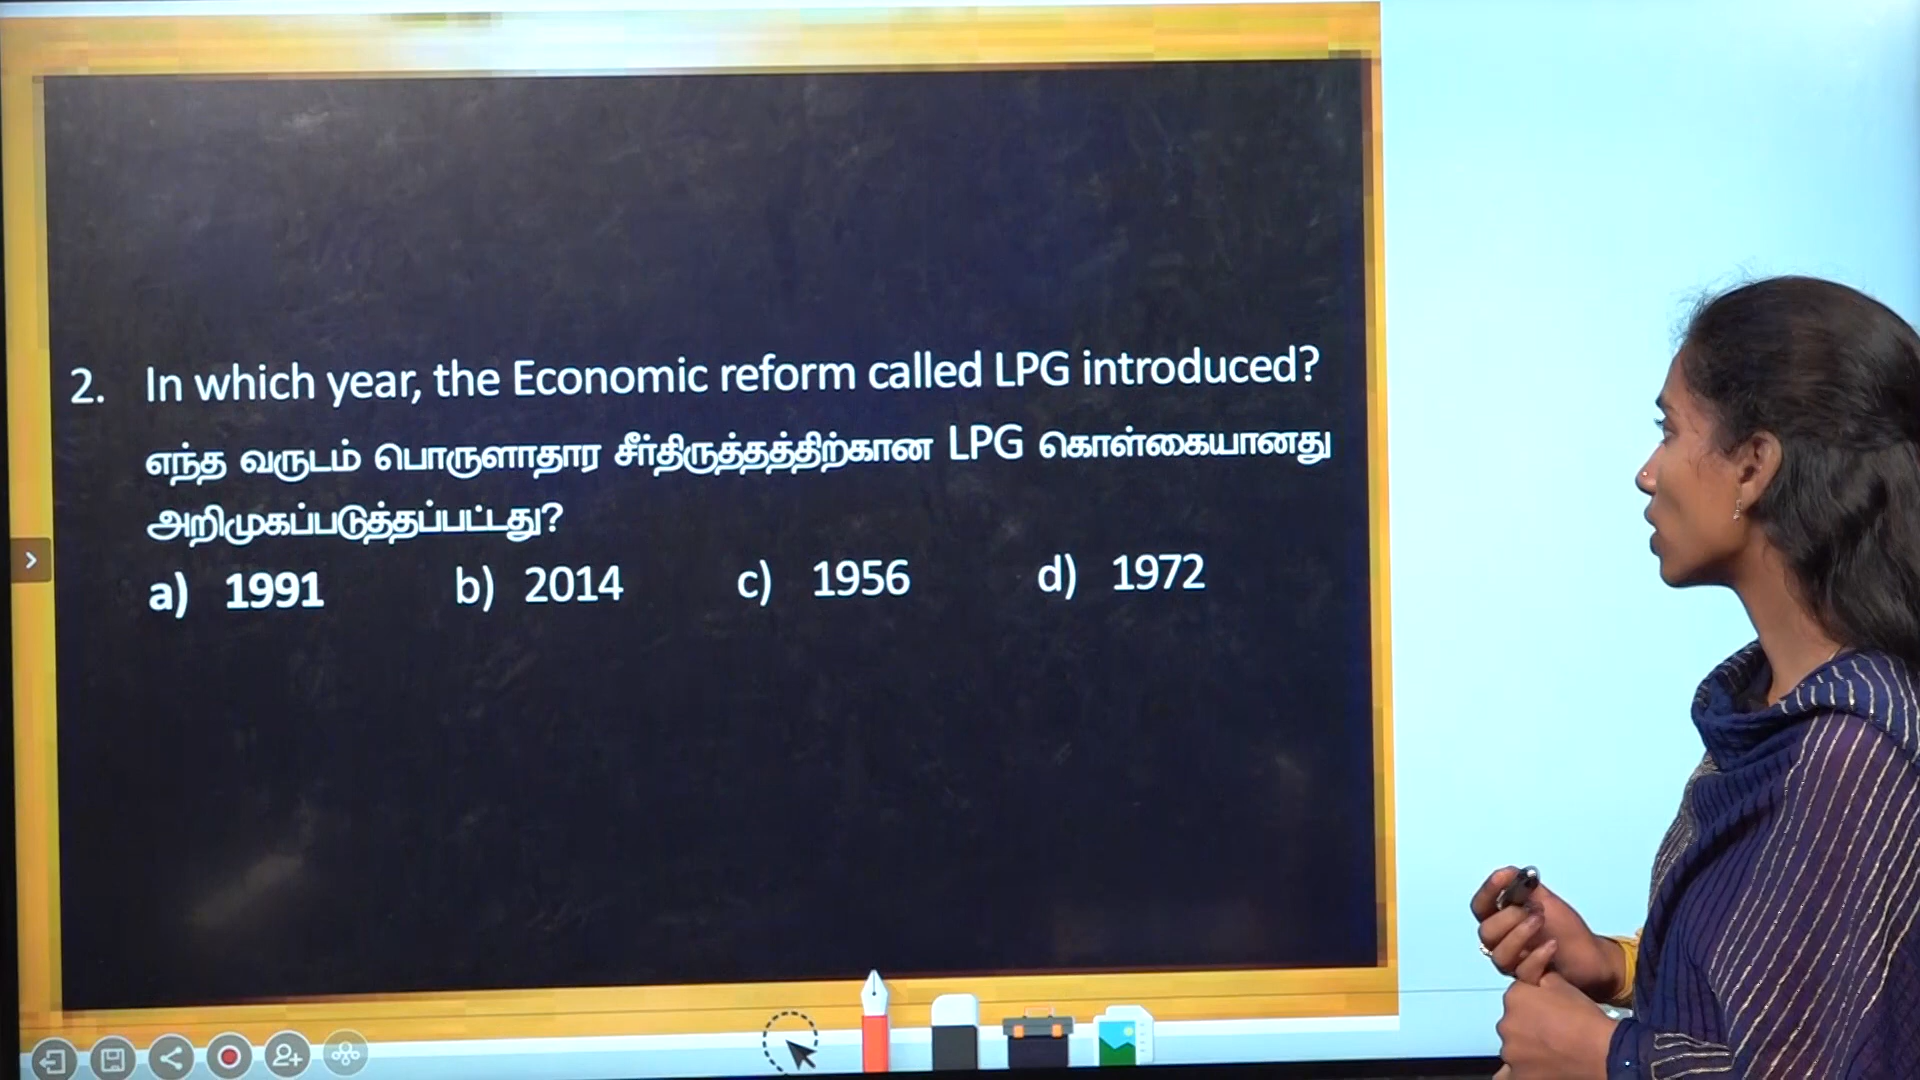 2. In which year, the Economic reform called LPG introduced?
எந்த வருடம் பொருளாதார சீர்திருத்தத்திற்கான LPG கொள்கையானது
அறிமுகப்படுத்தப்பட்டது?
a) 1991 b) 2014 c) 1956 d) 1972